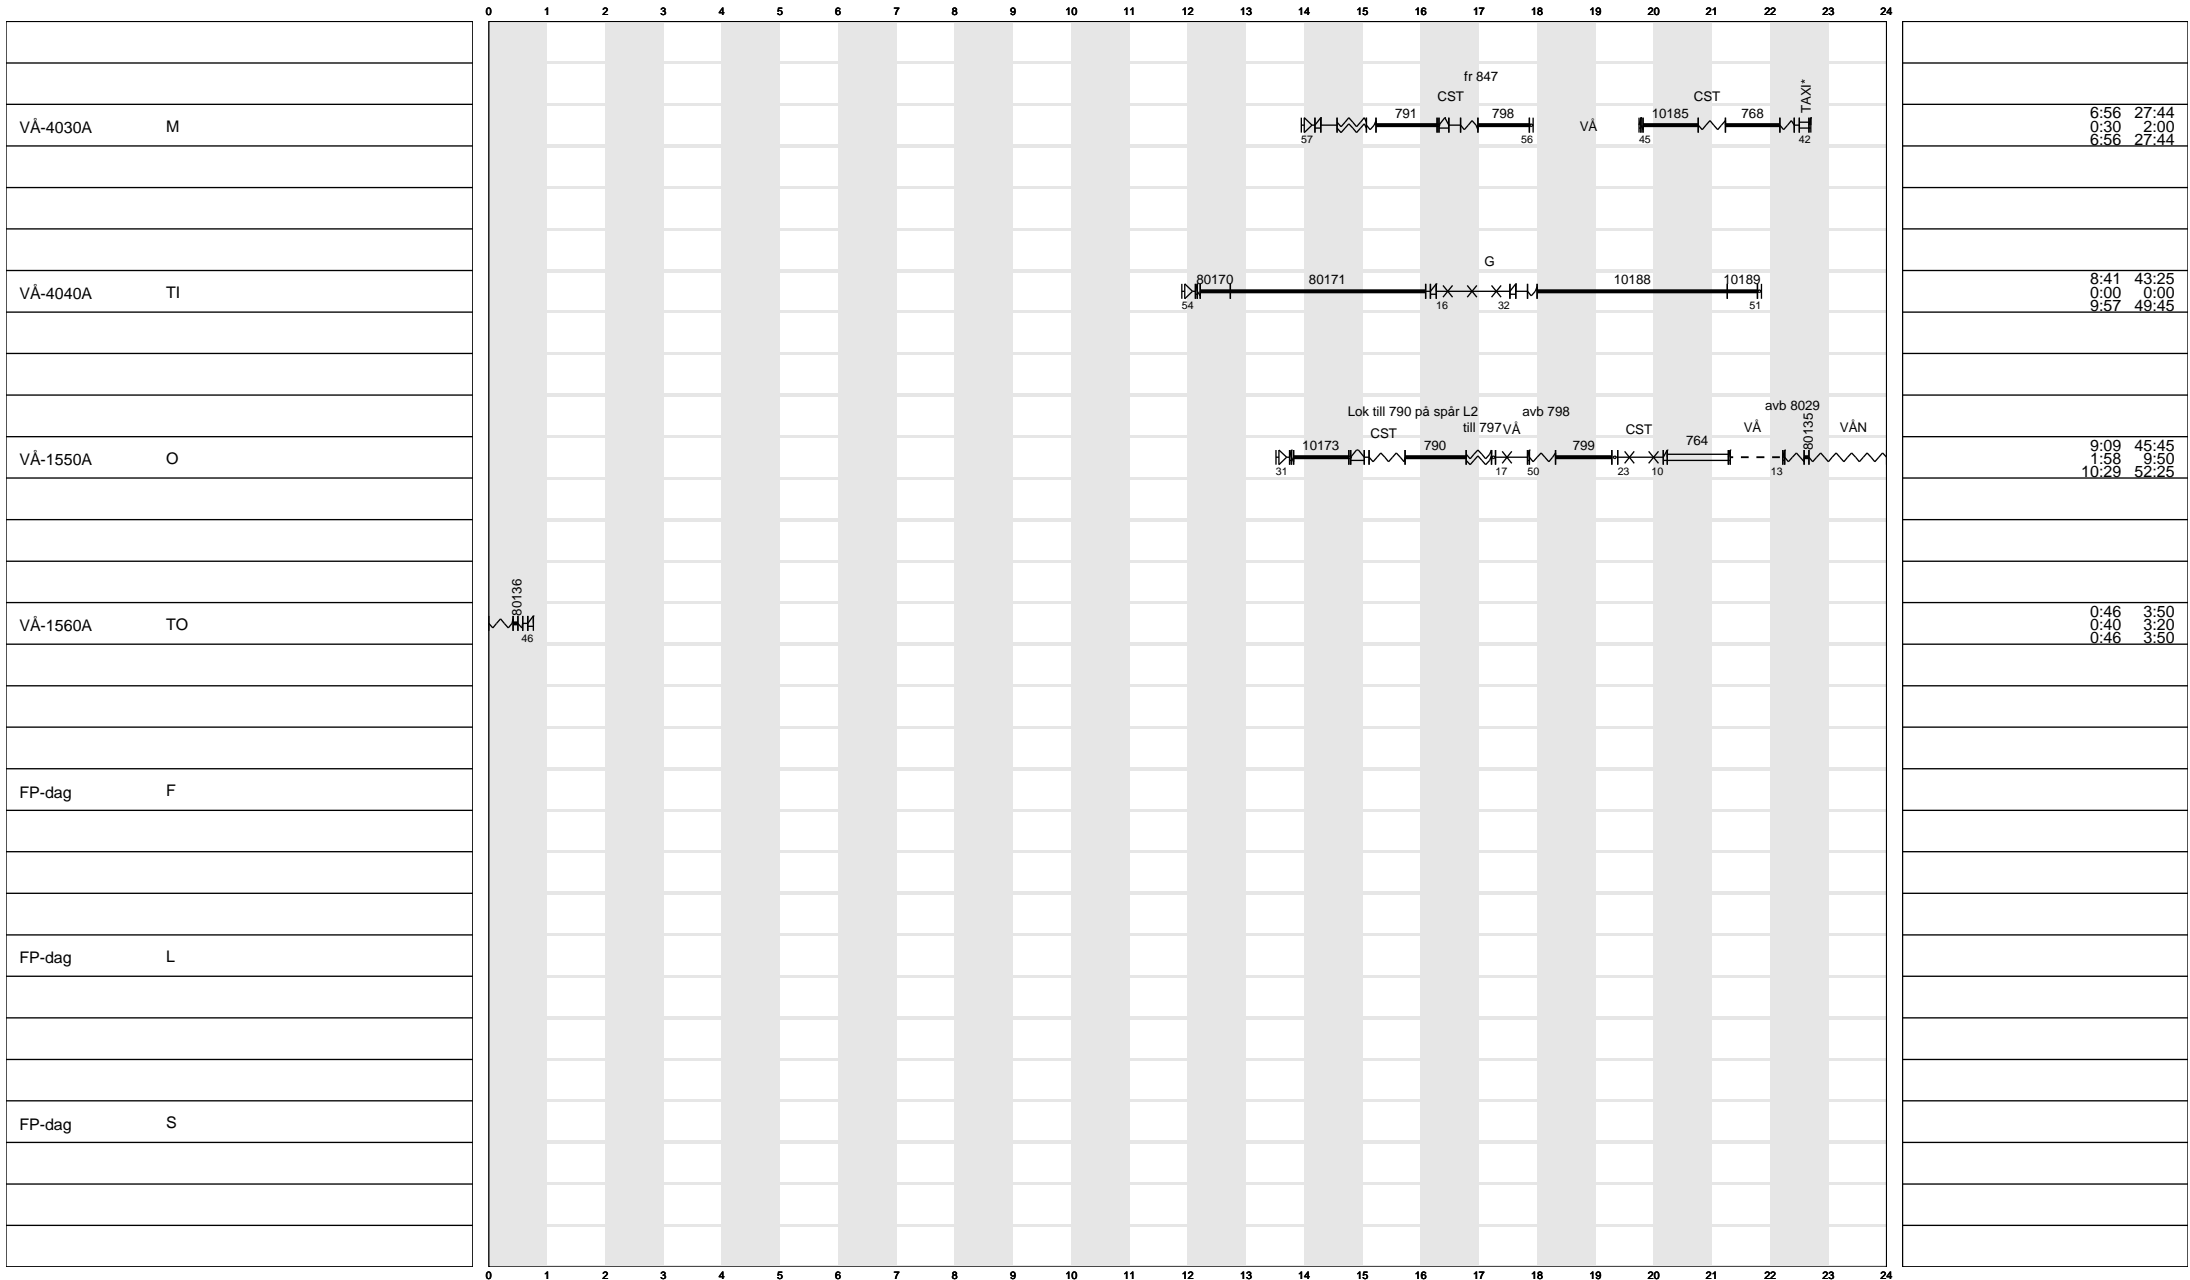 0 1 2 3 4 5 6 7 8 9 10 11 12 13 14 15 16 17 18 19 20 21 22 23 24
fr 847
CST CST TAXI*
VÅ-4030A M 791 798 VÅ 10185 768 6:56 27:44
57 56 45 42 0:30 2:00
6:56 27:44
G
VÅ-4040A TI 80170 80171 10188 10189 8:41 43:25
54 16 32 51 0:00 0:00
9:57 49:45
Lok till 790 på spår L2 avb 798 avb 8029
CST till 797 VÅ CST VÅ 80135 VÅN
VÅ-1550A O 10173 790 799 764 9:09 45:45
31 17 50 23 10 13 1:58 9:50
10:29 52:25
80136
VÅ-1560A TO 0:46 3:50
46 0:40 3:20
0:46 3:50
FP-dag F
FP-dag L
FP-dag S
0 1 2 3 4 5 6 7 8 9 10 11 12 13 14 15 16 17 18 19 20 21 22 23 24